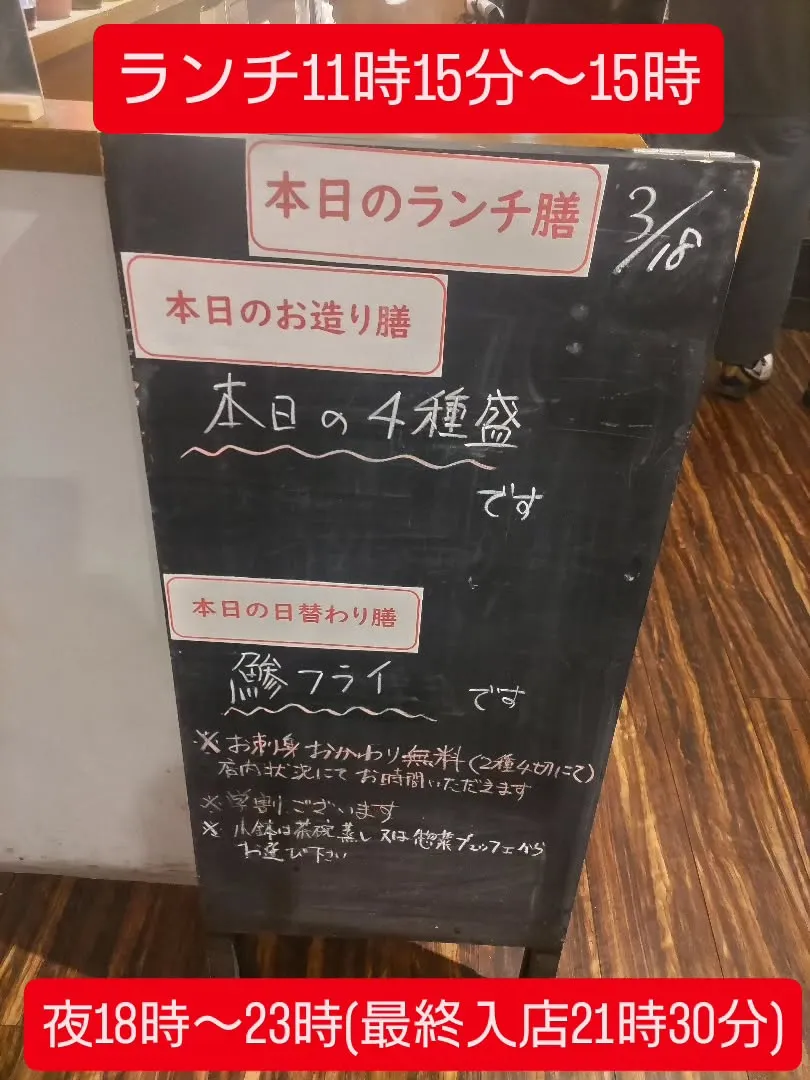 ランチ11時15分〜15時
本日のランチ膳
3/18
本日のお造り膳
本日の4種盛
です
本日の日替わり膳
鯵フライ
です
※お刺身おかわり無料(2種4切にて)
店内状況にてお時間いただきます
※学割ございます
※小鉢は茶碗蒸し又は惣菜ブュッフェから
お選び下さい
夜18時〜23時(最終入店21時30分)